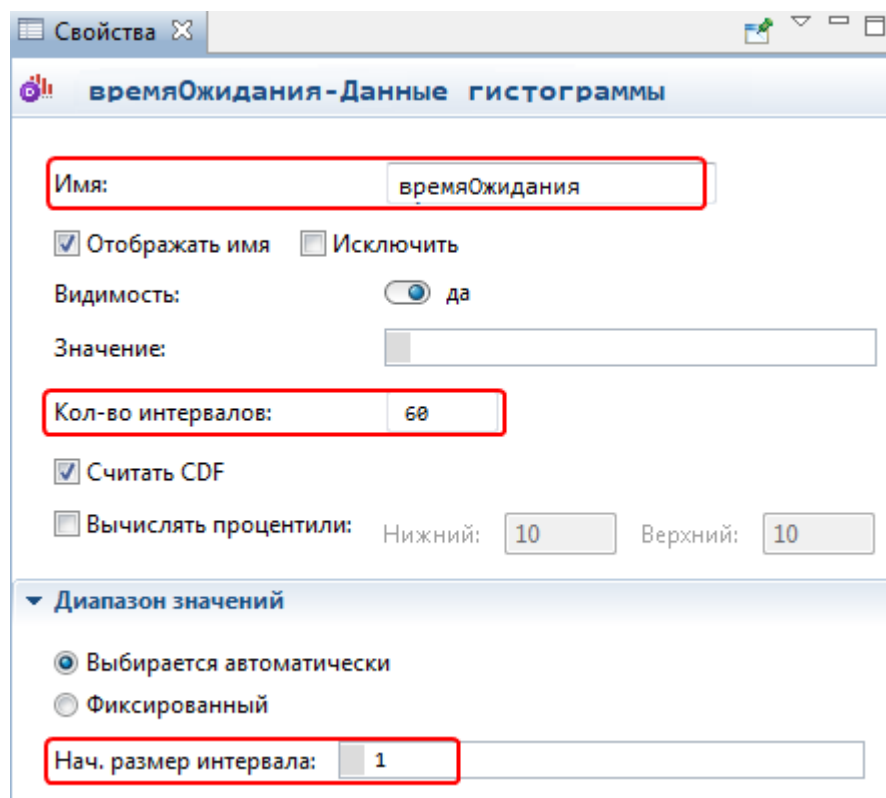 Свойства
времяОжидания-Данные гистограммы
Имя: времяОжидания
Отображать имя Исключить
Видимость: да
Значение:
Кол-во интервалов: 60
Считать CDF
Вычислять процентили: Нижний: 10 Верхний: 10
Диапазон значений
Выбирается автоматически
Фиксированный
Нач. размер интервала: 1